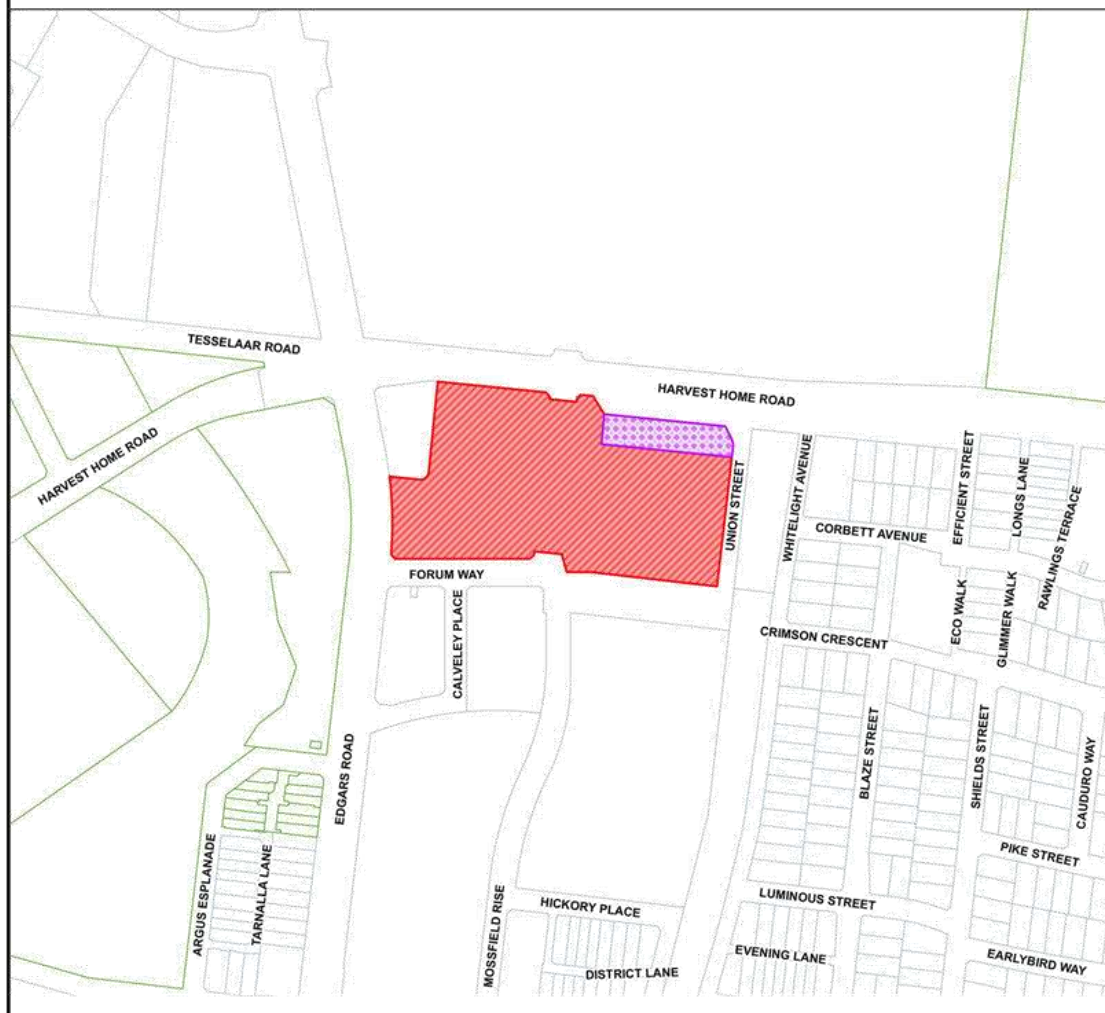 TESSELAAR ROAD
HARVEST HOME ROAD
HARVEST HOME ROAD
UNION STREET
WHITELIGHT AVENUE
EFFICIENT STREET
LONGS LANE
RAWLINGS TERRACE
CORBETT AVENUE
FORUM WAY
CALVELEY PLACE
ECO WALK
GLIMMER WALK
CRIMSON CRESCENT
EDGARS ROAD
BLAZE STREET
SHIELDS STREET
CAUDURO WAY
PIKE STREET
ARGUS ESPLANADE
TARNALLA LANE
MOSSFIELD RISE
HICKORY PLACE
LUMINOUS STREET
EVENING LANE
EARLYBIRD WAY
DISTRICT LANE